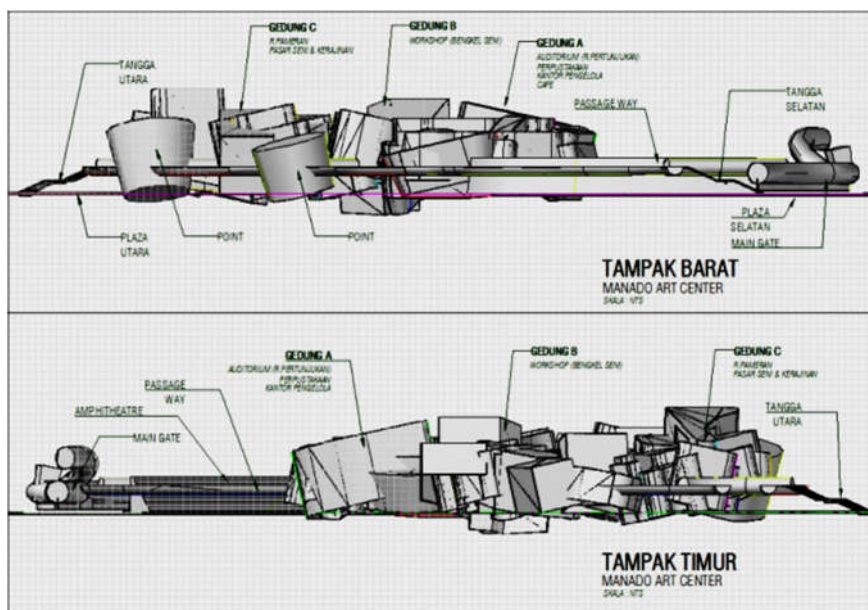 GEDUNG C
R.PAMERAN
PASAR SENI & KERAJINAN
GEDUNG B
WORKSHOP (BENGKEL SENI)
GEDUNG A
AUDITORIUM (R.PERTUNJUKAN)
PERPUSTAKAAN
KANTOR PENGELOLA
CAFE
TANGGA
UTARA
PASSAGE WAY
TANGGA
SELATAN
PLAZA
UTARA
POINT
POINT
PLAZA
SELATAN
MAIN GATE
TAMPAK BARAT
MANADO ART CENTER
SKALA : NTS
GEDUNG A
AUDITORIUM (R.PERTUNJUKAN)
PERPUSTAKAAN
KANTOR PENGELOLA
GEDUNG B
WORKSHOP (BENGKEL SENI)
GEDUNG C
R.PAMERAN
PASAR SENI & KERAJINAN
PASSAGE
WAY
AMPHITHEATRE
MAIN GATE
TANGGA
UTARA
TAMPAK TIMUR
MANADO ART CENTER
SKALA : NTS